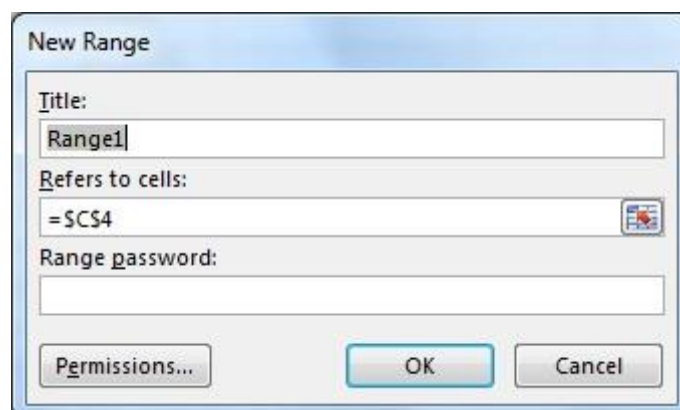 New Range
Title:
Range1
Refers to cells:
=$C$4
Range password:
Permissions... OK Cancel